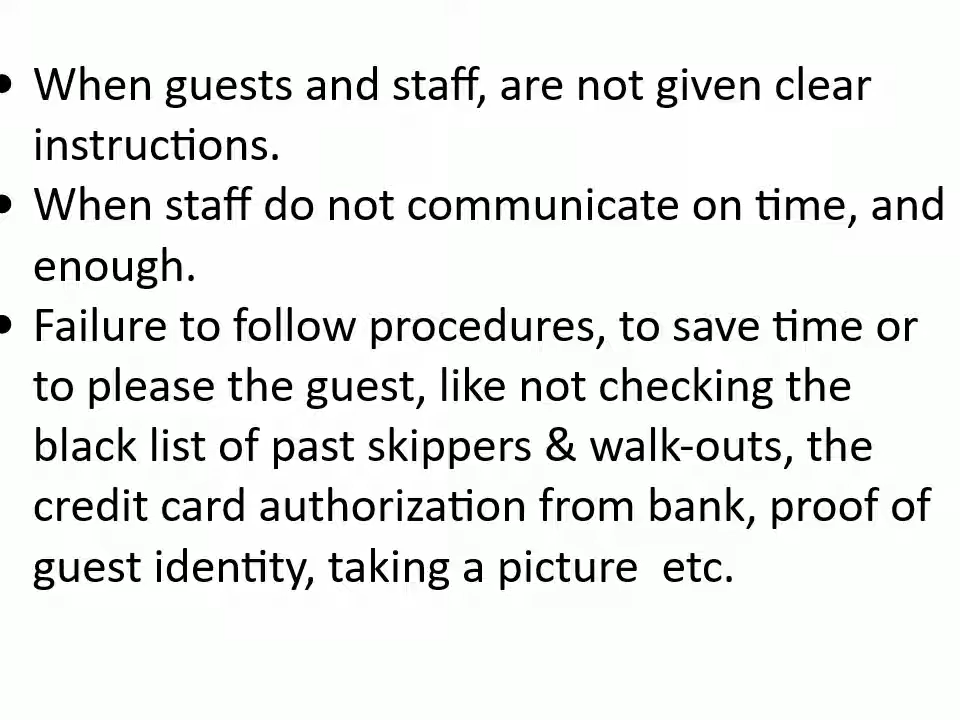 • When guests and staff, are not given clear
instructions.
• When staff do not communicate on time, and
enough.
• Failure to follow procedures, to save time or
to please the guest, like not checking the
black list of past skippers & walk-outs, the
credit card authorization from bank, proof of
guest identity, taking a picture  etc.